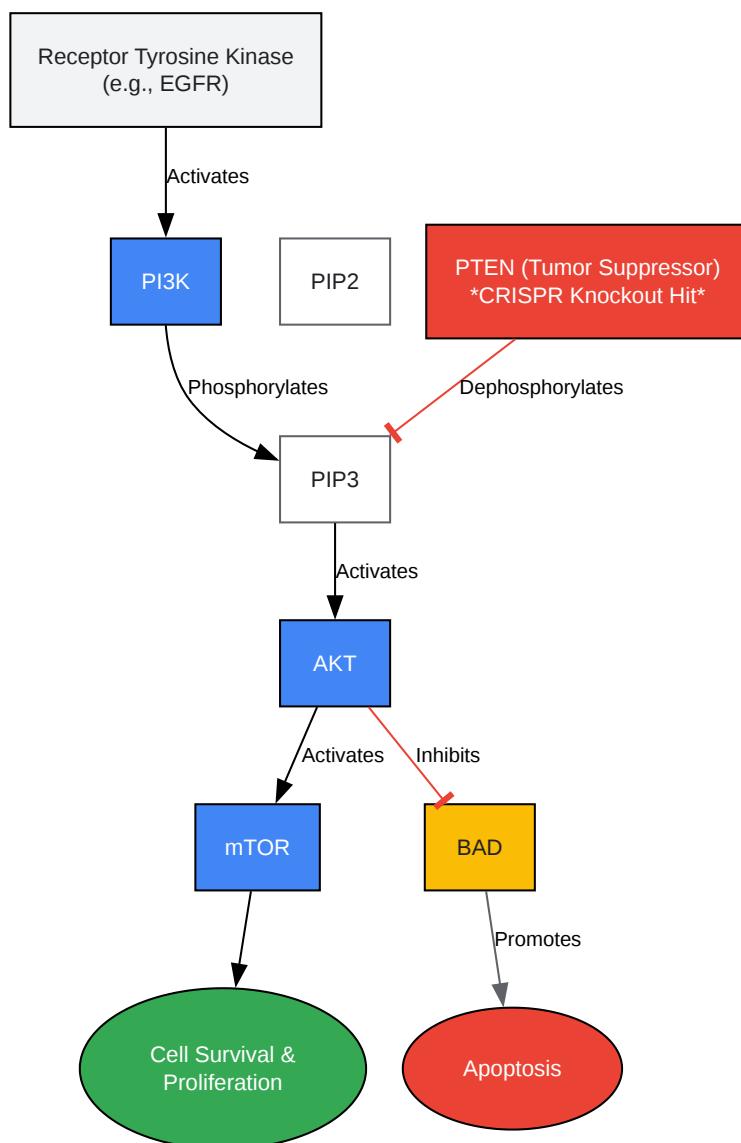 Receptor Tyrosine Kinase
(e.g., EGFR)
Activates
PI3K
PIP2
PTEN (Tumor Suppressor)
*CRISPR Knockout Hit*
Phosphorylates
Dephosphorylates
PIP3
Activates
AKT
Activates
Inhibits
mTOR
BAD
Promotes
Cell Survival &
Proliferation
Apoptosis